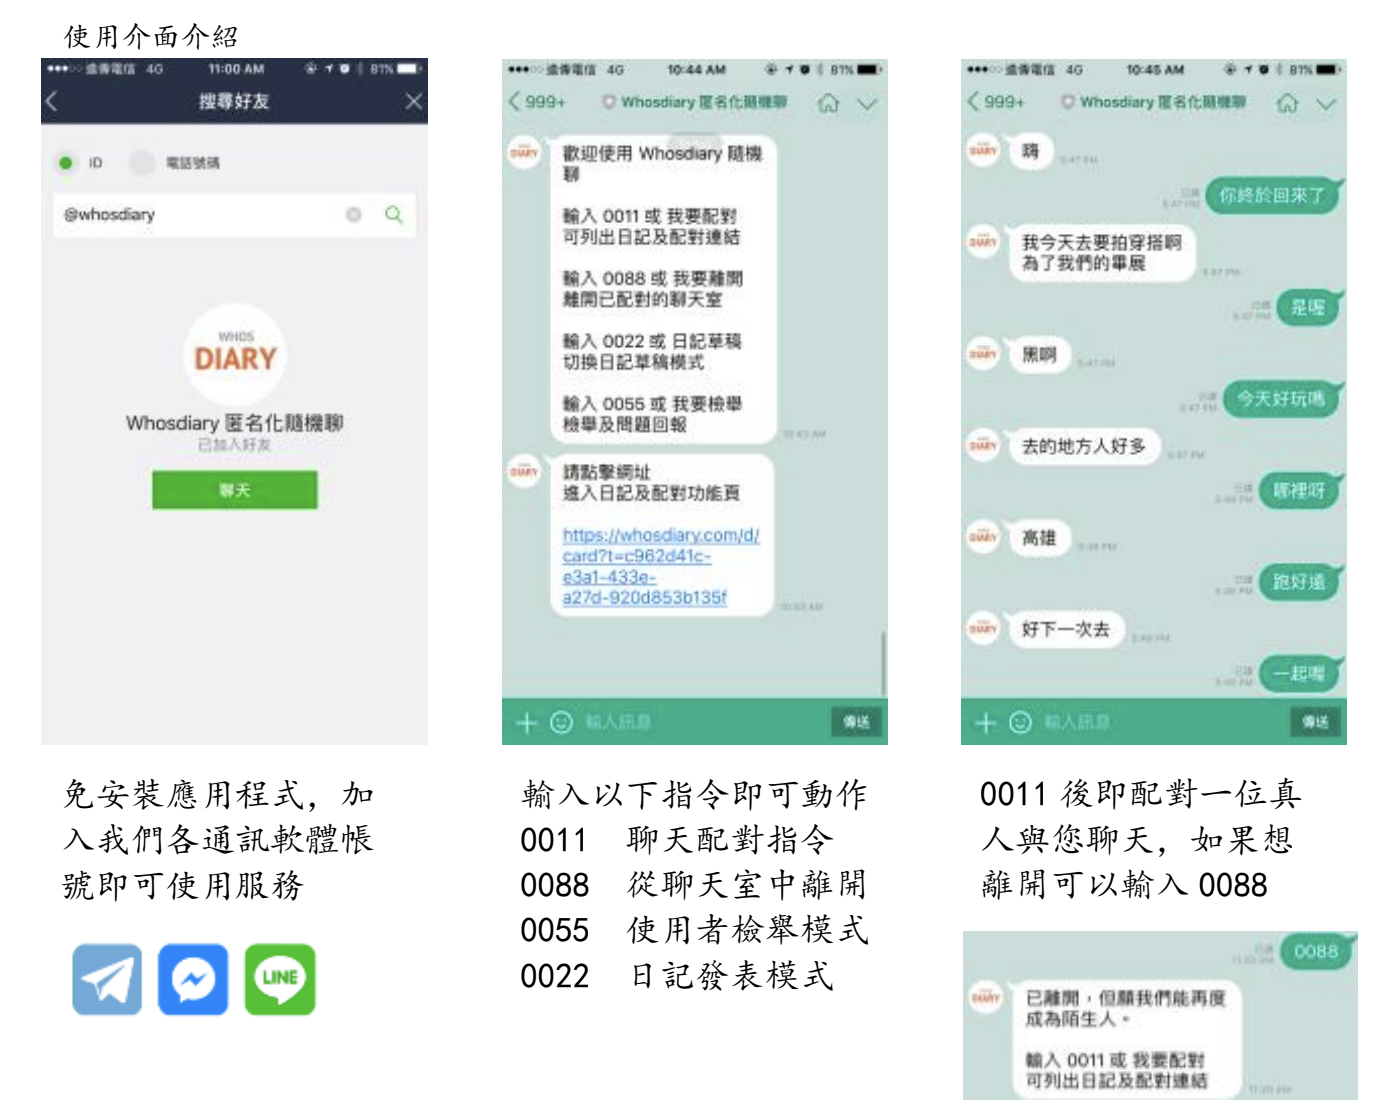 使用介面介紹
遠傳電信 4G 11:00 AM 81%
搜尋好友
ID 電話號碼
@whosdiary
WHOS
DIARY
Whosdiary 匿名化隨機聊
已加入好友
聊天
免安裝應用程式，加
入我們各通訊軟體帳
號即可使用服務
LINE
遠傳電信 4G 10:44 AM 81%
999+ Whosdiary 匿名化隨機聊
DIARY
歡迎使用 Whosdiary 隨機
聊
輸入 0011 或 我要配對
可列出日記及配對連結
輸入 0088 或 我要離開
離開已配對的聊天室
輸入 0022 或 日記草稿
切換日記草稿模式
輸入 0055 或 我要檢舉
檢舉及問題回報
10:43 AM
DIARY
請點擊網址
進入日記及配對功能頁
https://whosdiary.com/d/
card?t=c962d41c-
e3a1-433e-
a27d-920d853b135f
輸入訊息 傳送
輸入以下指令即可動作
0011 聊天配對指令
0088 從聊天室中離開
0055 使用者檢舉模式
0022 日記發表模式
遠傳電信 4G 10:45 AM 81%
999+ Whosdiary 匿名化隨機聊
DIARY 嗨 5:47 PM
已讀 5:47 PM 你終於回來了
DIARY
我今天去要拍穿搭啊
為了我們的畢展
5:47 PM
已讀 5:47 PM 是喔
DIARY 黑啊 5:47 PM
已讀 5:47 PM 今天好玩嗎
DIARY 去的地方人好多 5:47 PM
已讀 5:48 PM 哪裡呀
DIARY 高雄 5:48 PM
已讀 5:48 PM 跑好遠
DIARY 好下一次去 5:48 PM
已讀 5:48 PM 一起喔
輸入訊息 傳送
0011 後即配對一位真
人與您聊天，如果想
離開可以輸入 0088
已讀 0088
DIARY
已離開，但願我們能再度
成為陌生人。
輸入 0011 或 我要配對
可列出日記及配對連結